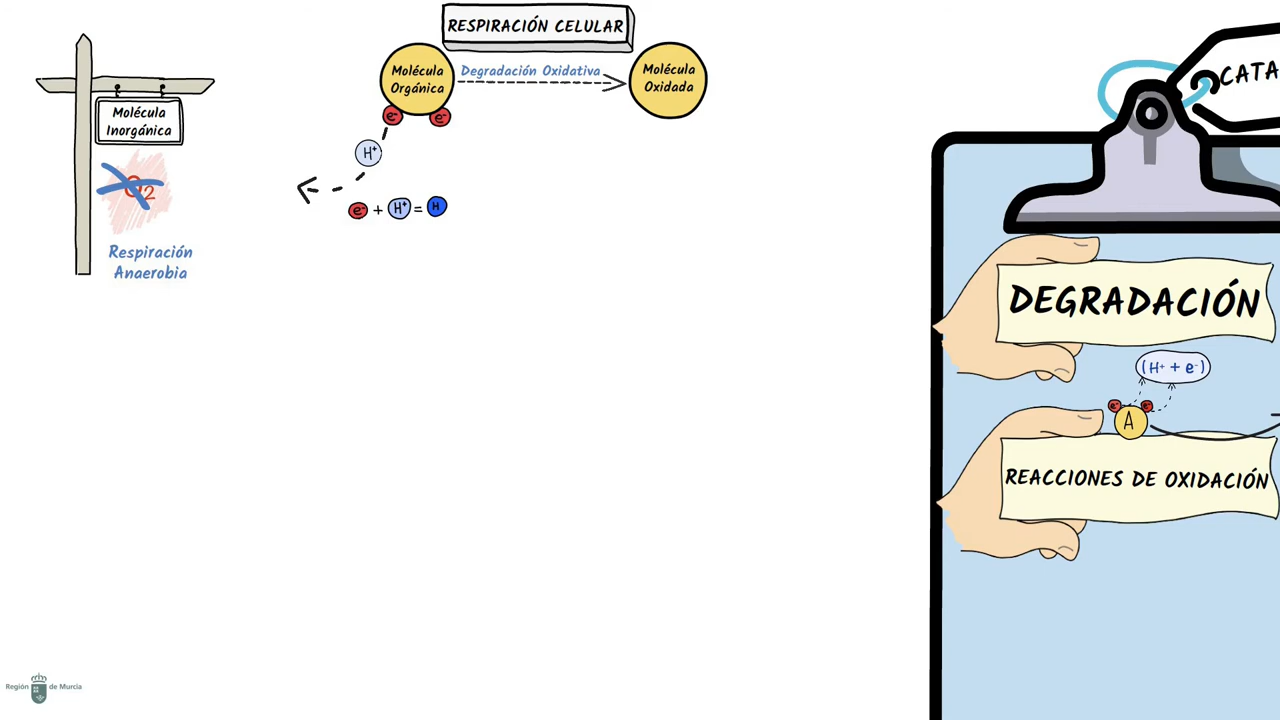 RESPIRACIÓN CELULAR
Molécula
Orgánica
Degradación Oxidativa
Molécula
Oxidada
e-
e-
H+
e- + H+ = H
Molécula
Inorgánica
O2
Respiración
Anaerobia
CATA
DEGRADACIÓN
(H+ + e-)
e-
e-
A
REACCIONES DE OXIDACIÓN
Región de Murcia